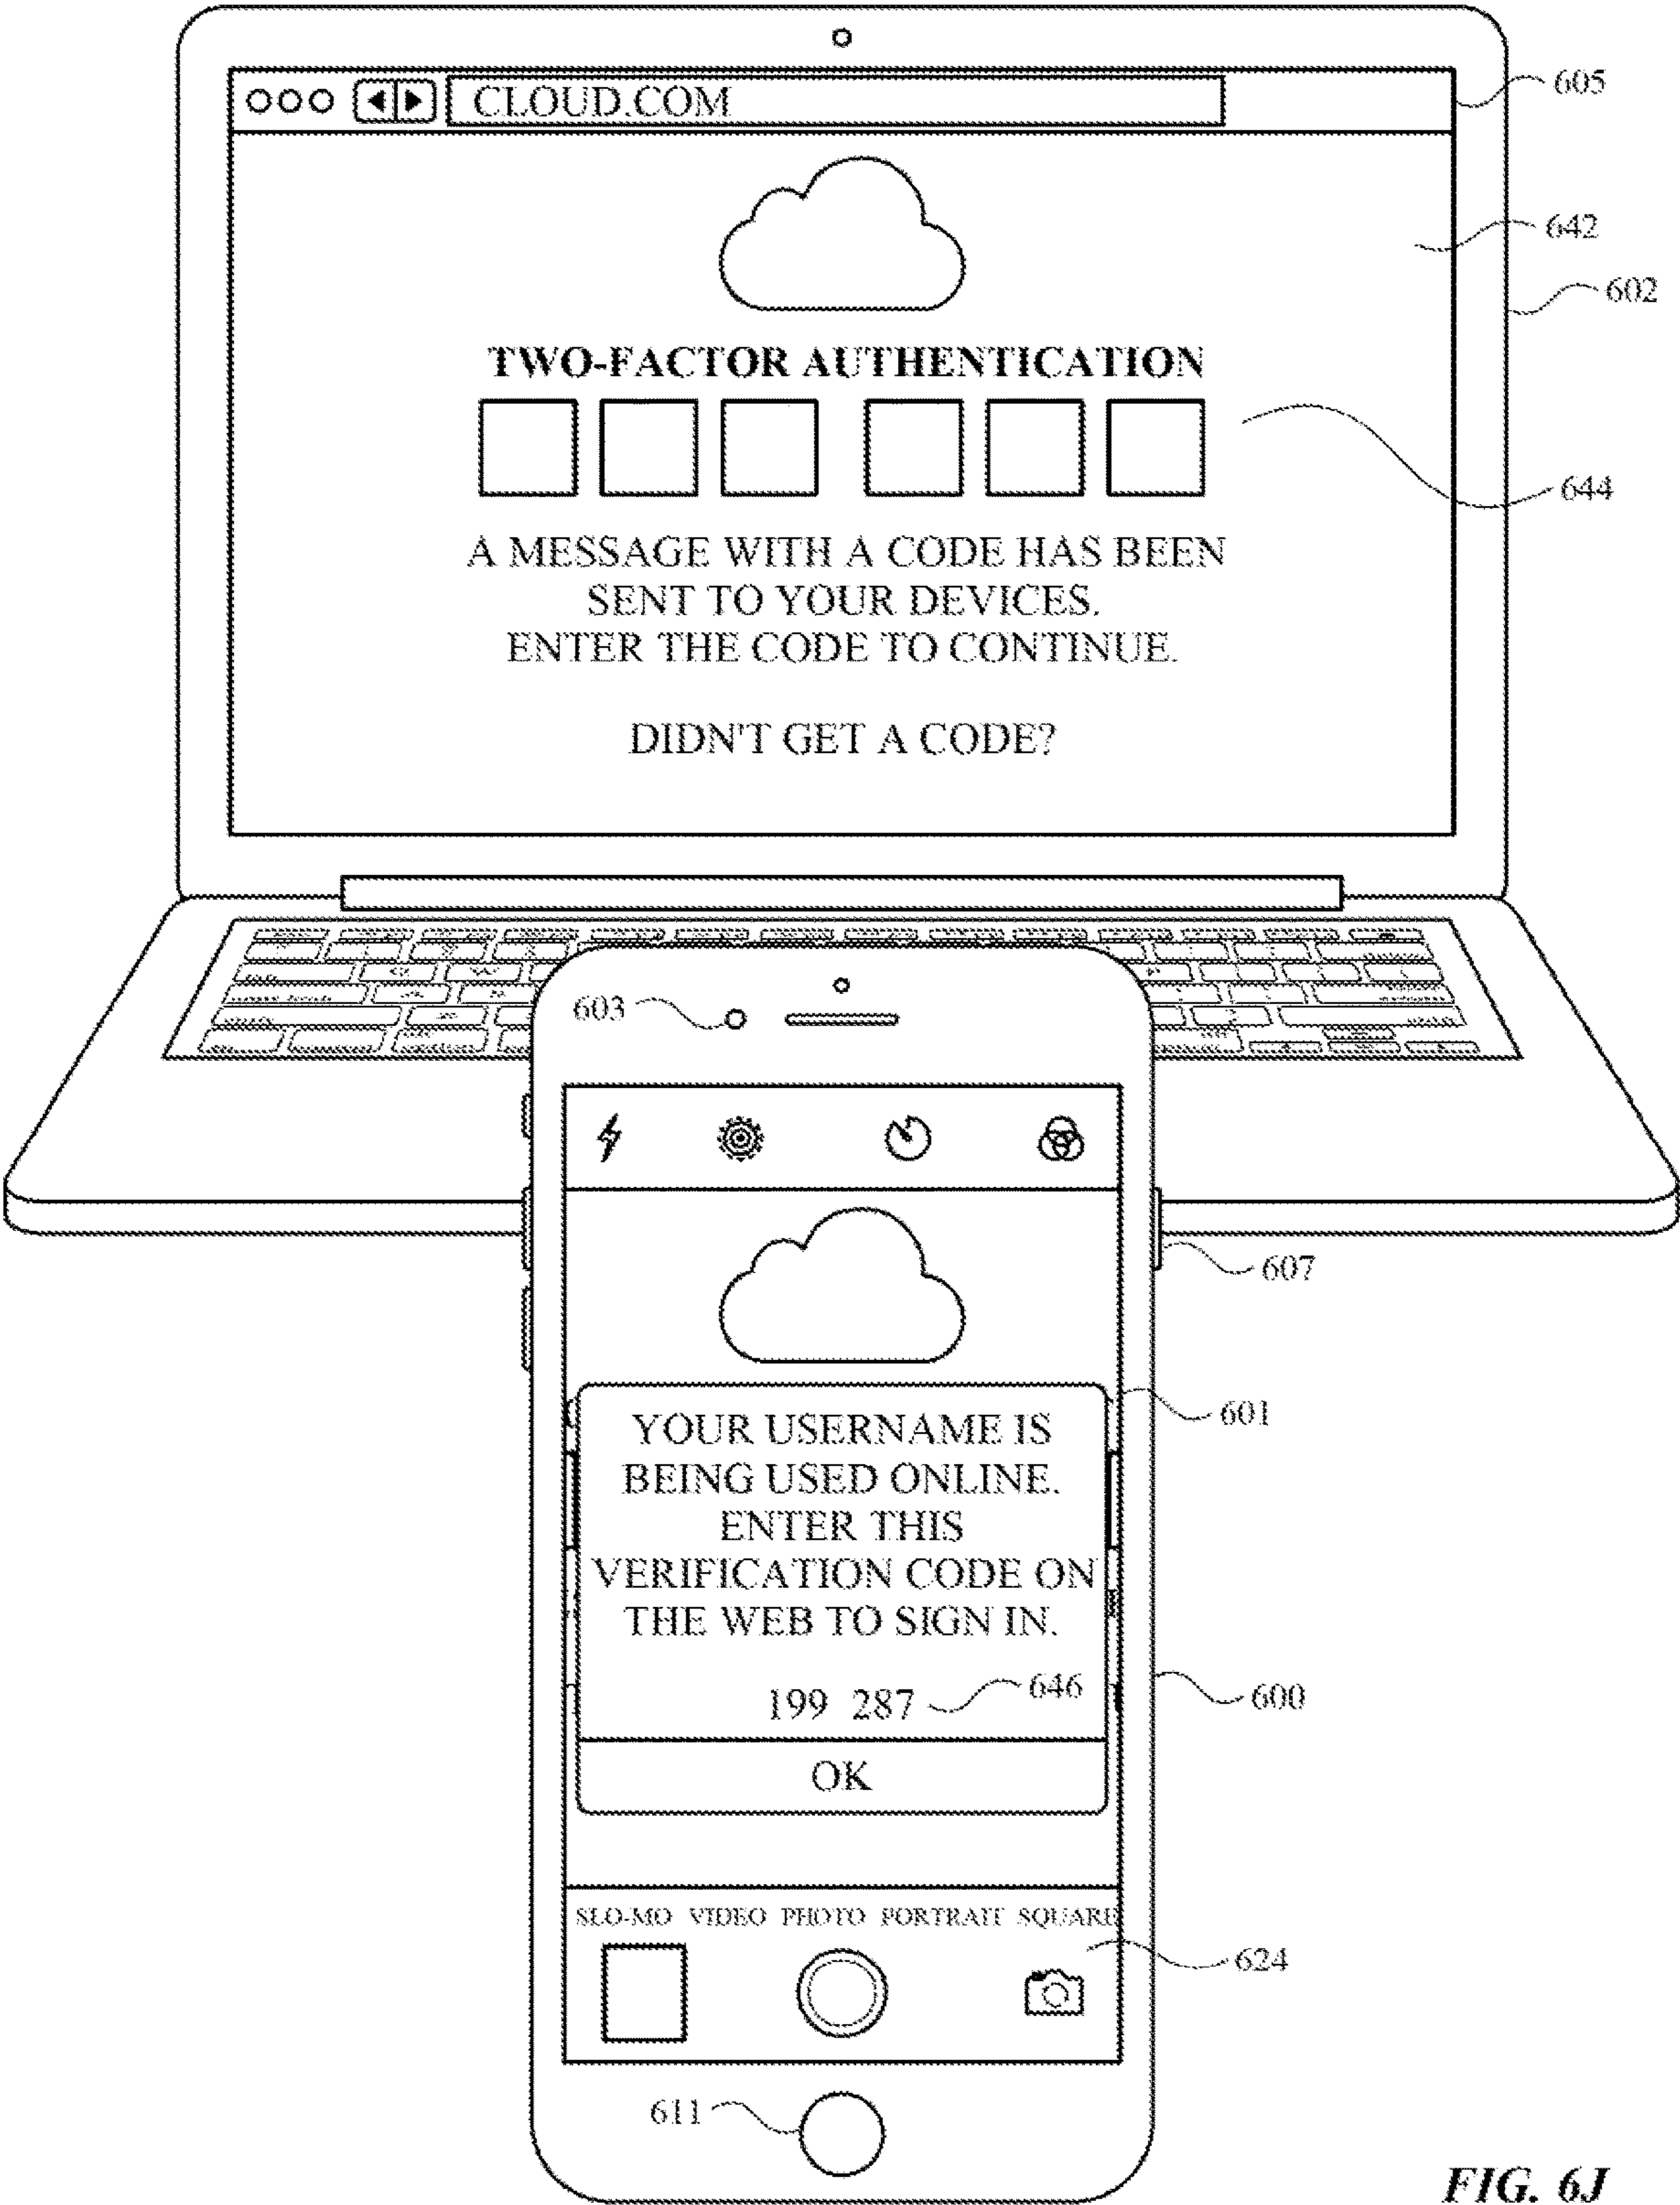 CLOUD.COM
605
642
602
TWO-FACTOR AUTHENTICATION
644
A MESSAGE WITH A CODE HAS BEEN
SENT TO YOUR DEVICES.
ENTER THE CODE TO CONTINUE.
DIDN'T GET A CODE?
603
607
601
YOUR USERNAME IS
BEING USED ONLINE.
ENTER THIS
VERIFICATION CODE ON
THE WEB TO SIGN IN.
199 287
646
600
OK
SLO-MO VIDEO PHOTO PORTRAIT SQUARE
624
611
FIG. 6J